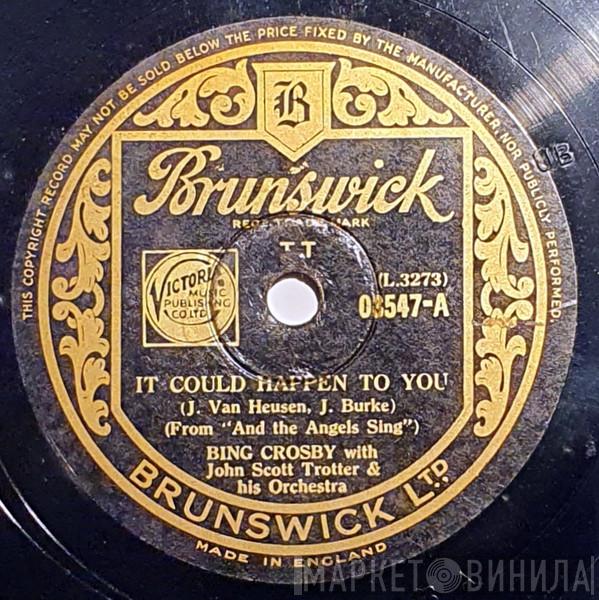 THIS COPYRIGHT RECORD MAY NOT BE SOLD BELOW THE PRICE FIXED BY THE MANUFACTURER, NOR PUBLICLY PERFORMED.
B
Brunswick
TT
VICTORIA
MUSIC
PUBLISHING
CO. LTD.
(L.3273)
03547-A
IT COULD HAPPEN TO YOU
(J. Van Heusen, J. Burke)
(From "And the Angels Sing")
BING CROSBY with
John Scott Trotter &
his Orchestra
BRUNSWICK LTD.
MADE IN ENGLAND
МАРКЕТ ВИНИЛА